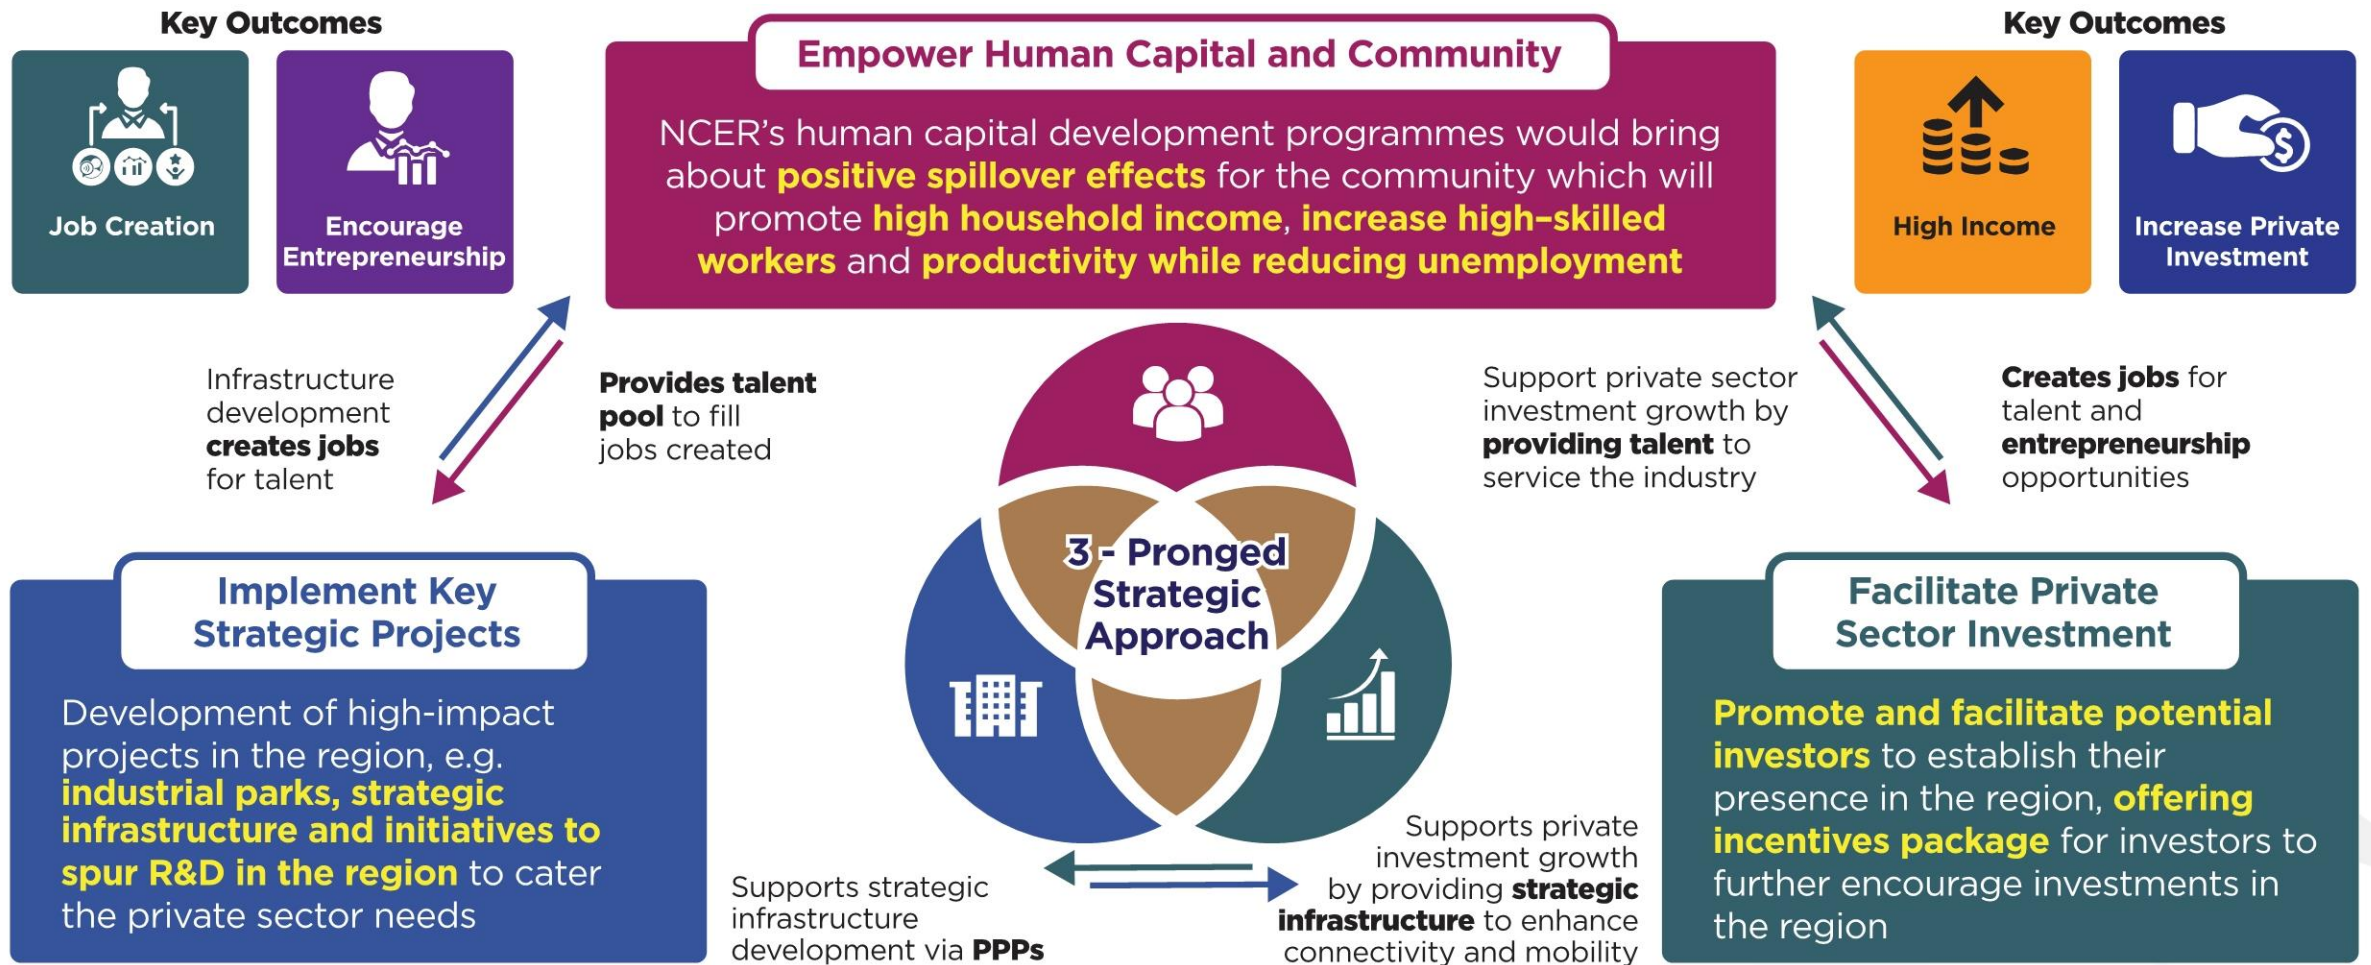 Key Outcomes
Job Creation
Encourage
Entrepreneurship
Empower Human Capital and Community
NCER’s human capital development programmes would bring
about positive spillover effects for the community which will
promote high household income, increase high–skilled
workers and productivity while reducing unemployment
Key Outcomes
High Income
Increase Private
Investment
Infrastructure
development
creates jobs
for talent
Provides talent
pool to fill
jobs created
Support private sector
investment growth by
providing talent to
service the industry
Creates jobs for
talent and
entrepreneurship
opportunities
3 - Pronged
Strategic
Approach
Implement Key
Strategic Projects
Development of high-impact
projects in the region, e.g.
industrial parks, strategic
infrastructure and initiatives to
spur R&D in the region to cater
the private sector needs
Supports strategic
infrastructure
development via PPPs
Supports private
investment growth
by providing strategic
infrastructure to enhance
connectivity and mobility
Facilitate Private
Sector Investment
Promote and facilitate potential
investors to establish their
presence in the region, offering
incentives package for investors to
further encourage investments in
the region